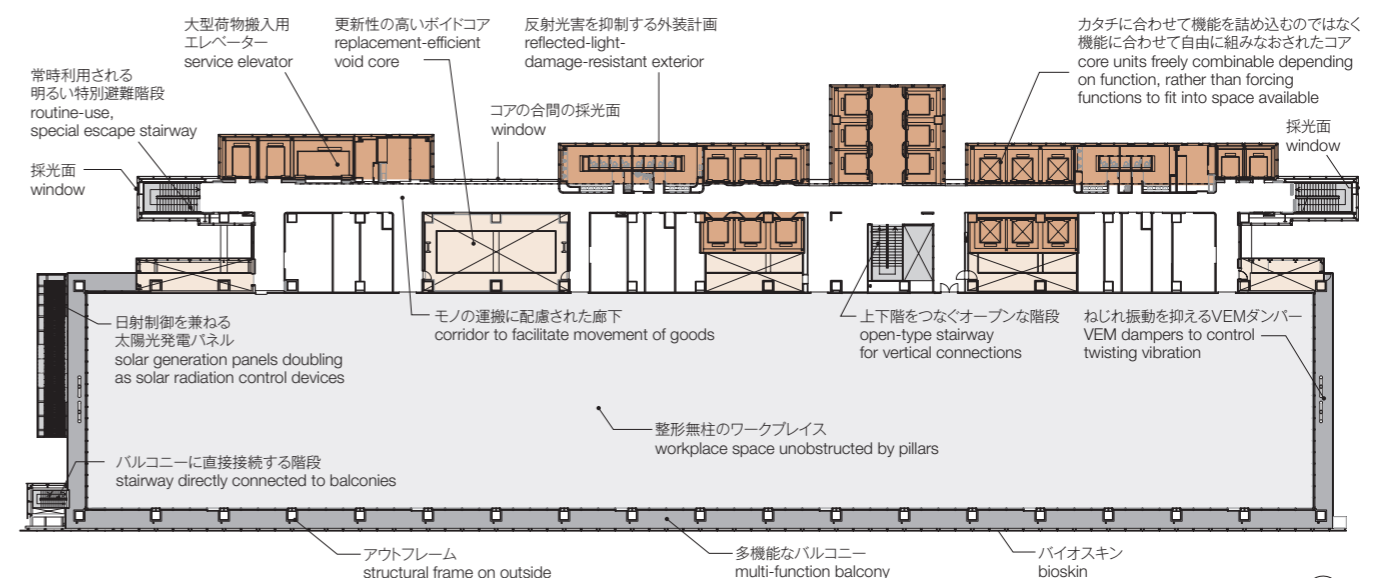 大型荷物搬入用
エレベーター
service elevator
更新性の高いボイドコア
replacement-efficient
void core
反射光害を抑制する外装計画
reflected-light-
damage-resistant exterior
カタチに合わせて機能を詰め込むのではなく
機能に合わせて自由に組みなおされたコア
core units freely combinable depending
on function, rather than forcing
functions to fit into space available
常時利用される
明るい特別避難階段
routine-use,
special escape stairway
コアの合間の採光面
window
採光面
window
採光面
window
日射制御を兼ねる
太陽光発電パネル
solar generation panels doubling
as solar radiation control devices
モノの運搬に配慮された廊下
corridor to facilitate movement of goods
上下階をつなぐオープンな階段
open-type stairway
for vertical connections
ねじれ振動を抑えるVEMダンパー
VEM dampers to control
twisting vibration
整形無柱のワークプレイス
workplace space unobstructed by pillars
バルコニーに直接接続する階段
stairway directly connected to balconies
アウトフレーム
structural frame on outside
多機能なバルコニー
multi-function balcony
バイオスキン
bioskin